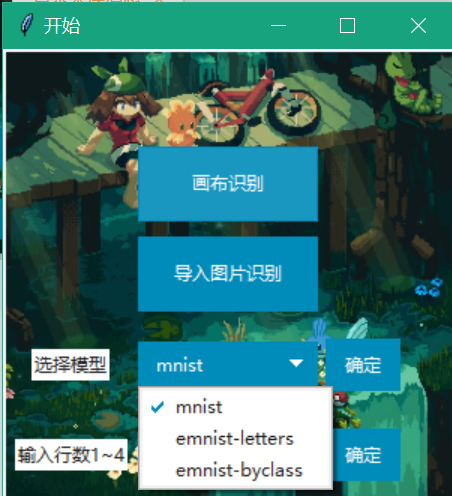 开始
画布识别
导入图片识别
选择模型 mnist 确定
mnist
emnist-letters
输入行数1~4 确定
emnist-byclass